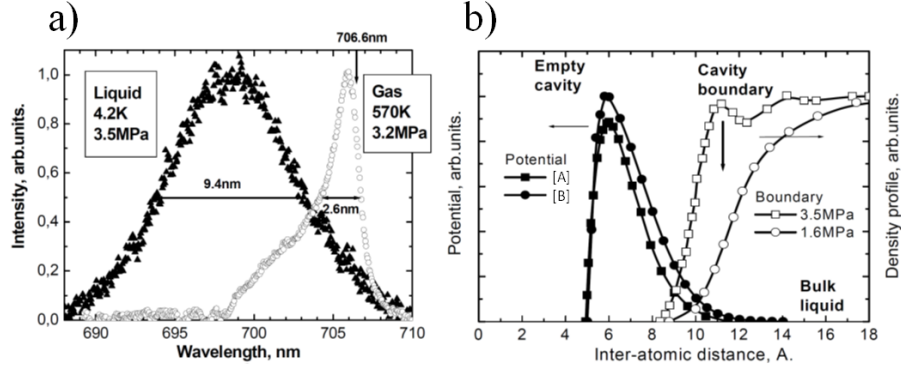 a)
706.6nm
Liquid
4.2K
3.5MPa
Gas
570K
3.2MPa
9.4nm
2.6nm
Intensity, arb.units.
1,0
0,8
0,6
0,4
0,2
0,0
690
695
700
705
710
Wavelength, nm
b)
Empty
cavity
Cavity
boundary
Potential
[A]
[B]
Boundary
3.5MPa
1.6MPa
Bulk
liquid
Potential, arb.units.
Density profile, arb.units.
0
2
4
6
8
10
12
14
16
18
Inter-atomic distance, A.